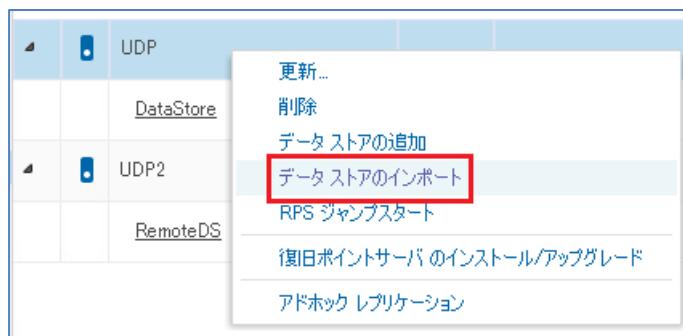 UDP
DataStore
UDP2
RemoteDS
更新...
削除
データ ストアの追加
データ ストアのインポート
RPS ジャンプスタート
復旧ポイントサーバ のインストール/アップグレード
アドホック レプリケーション